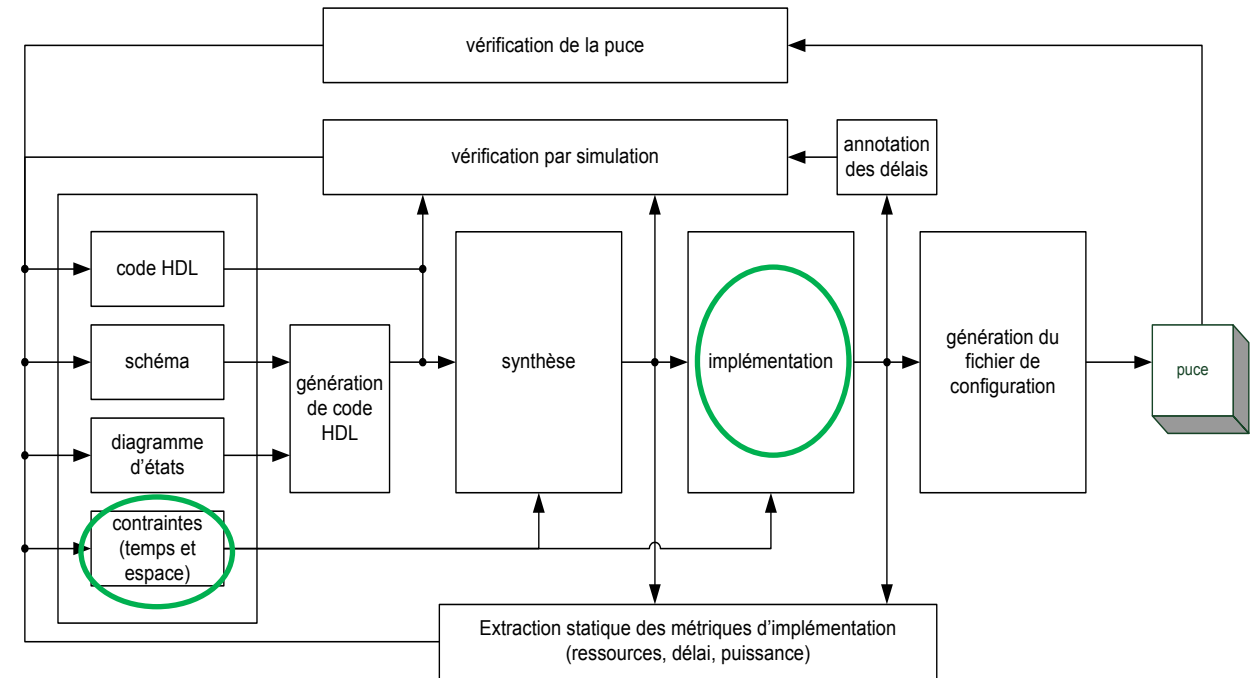 vérification de la puce
vérification par simulation
annotation
des délais
code HDL
schéma
diagramme
d'états
contraintes
(temps et
espace)
génération
de code
HDL
synthèse
implémentation
génération du
fichier de
configuration
puce
Extraction statique des métriques d'implémentation
(ressources, délai, puissance)